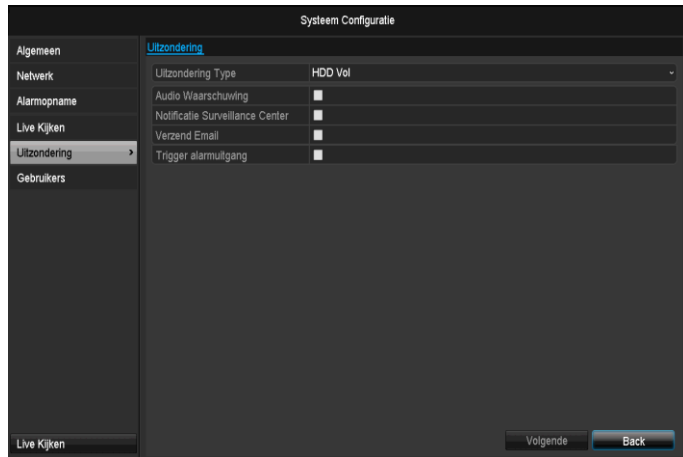 Systeem Configuratie
Algemeen
Netwerk
Alarmopname
Live Kijken
Uitzondering
Gebruikers
Live Kijken
Uitzondering
Uitzondering Type HDD Vol
Audio Waarschuwing
Notificatie Surveillance Center
Verzend Email
Trigger alarmuitgang
Volgende Back